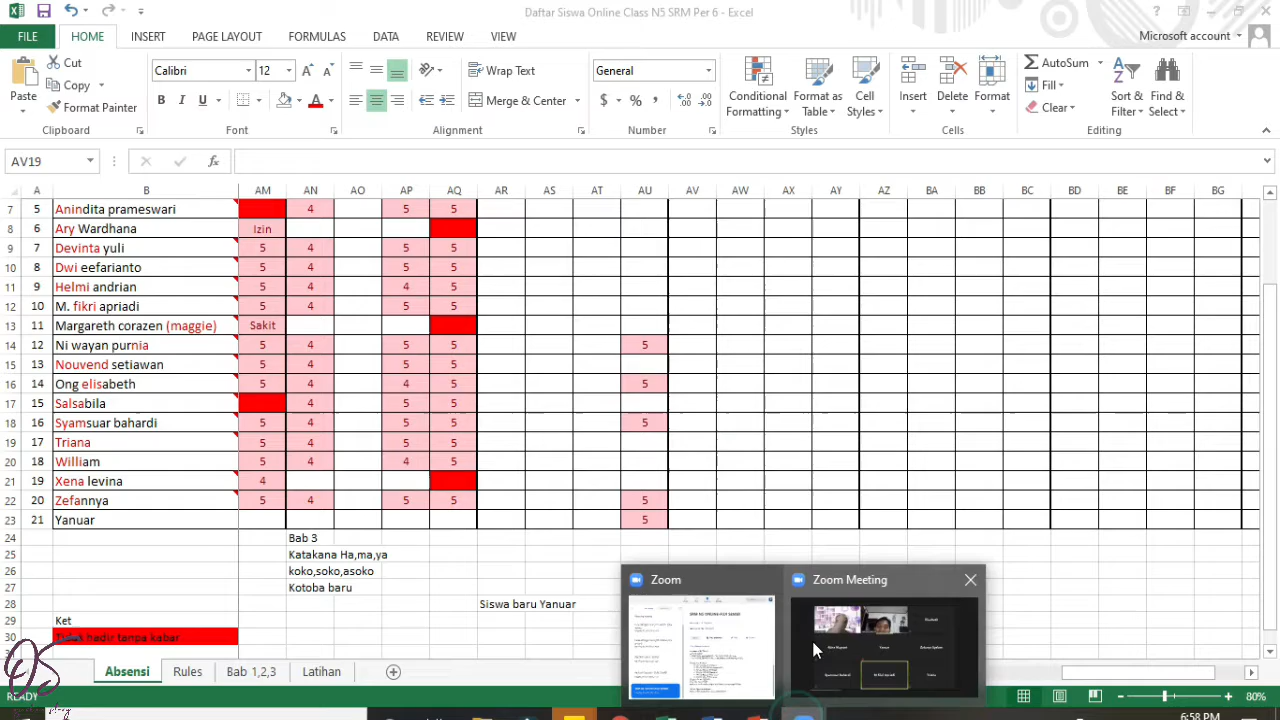 Daftar Siswa Online Class N5 SRM Per 6 - Excel
FILE HOME INSERT PAGE LAYOUT FORMULAS DATA REVIEW VIEW Microsoft account
Cut
Copy
Format Painter
Paste
Calibri 12
B I U
Wrap Text
Merge & Center
General
$ % ,
Conditional Formatting
Format as Table
Cell Styles
Insert Delete Format
AutoSum
Fill
Clear
Sort & Filter
Find & Select
Clipboard Font Alignment Number Styles Cells Editing
AV19
A B AM AN AO AP AQ AR AS AT AU AV AW AX AY AZ BA BB BC BD BE BF BG
7 5 Anindita prameswari 4 5 5
8 6 Ary Wardhana Izin
9 7 Devinta yuli 5 4 5 5
10 8 Dwi eefarianto 5 4 5 5
11 9 Helmi andrian 5 4 4 5
12 10 M. fikri apriadi 5 4 5 5
13 11 Margareth corazen (maggie) Sakit
14 12 Ni wayan purnia 5 4 5 5 5
15 13 Nouvend setiawan 5 4 5 5
16 14 Ong elisabeth 5 4 4 5 5
17 15 Salsabila 4 5 5
18 16 Syamsuar bahardi 5 4 5 5 5
19 17 Triana 5 4 5 5
20 18 William 5 4 4 5
21 19 Xena levina 4
22 20 Zefannya 5 4 5 5 5
23 21 Yanuar 5
24 Bab 3
25 Katakana Ha,ma,ya
26 koko,soko,asoko
27 Kotoba baru
28 Siswa baru Yanuar
Ket
30 Tidak hadir tanpa kabar
Zoom
Zoom Meeting
Absensi Rules Bab 1,2,3 Latihan
READY
80%
6:58 PM